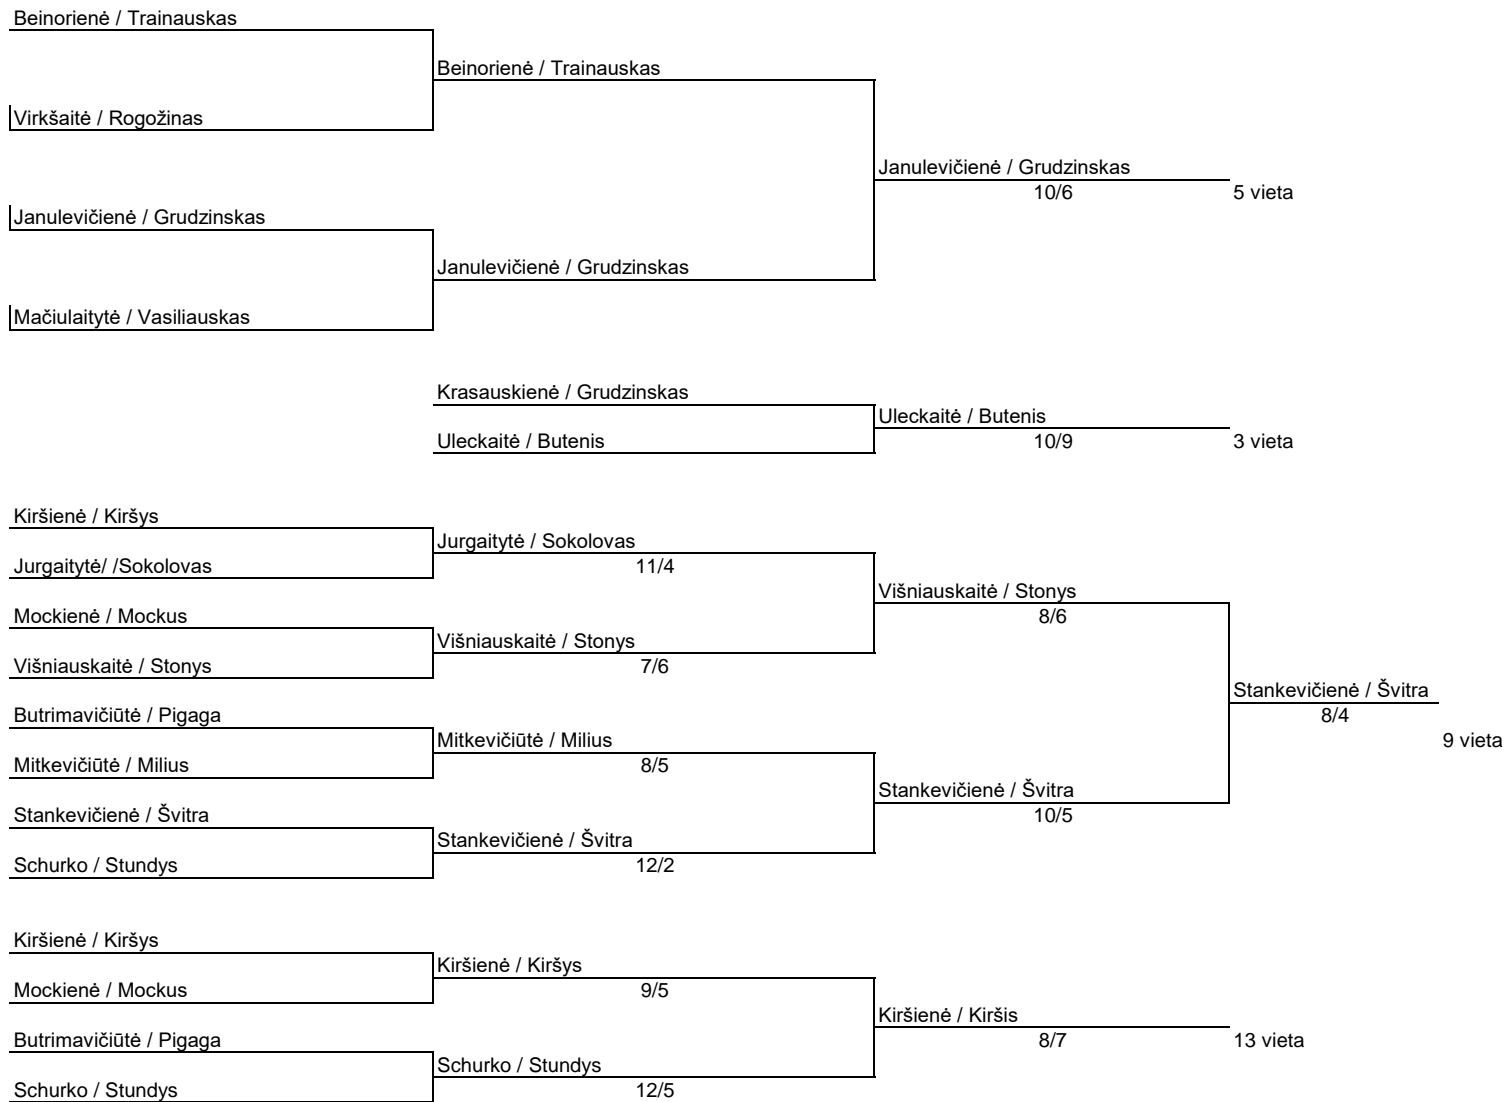 Beinorienė / Trainauskas
Beinorienė / Trainauskas
Virkšaitė / Rogožinas
Janulevičienė / Grudzinskas
10/6 5 vieta
Janulevičienė / Grudzinskas
Janulevičienė / Grudzinskas
Mačiulaitytė / Vasiliauskas
Krasauskienė / Grudzinskas
Uleckaitė / Butenis
Uleckaitė / Butenis 10/9 3 vieta
Kiršienė / Kiršys
Jurgaitytė / Sokolovas
Jurgaitytė/ /Sokolovas 11/4
Višniauskaitė / Stonys
Mockienė / Mockus 8/6
Višniauskaitė / Stonys
Višniauskaitė / Stonys 7/6
Stankevičienė / Švitra
Butrimavičiūtė / Pigaga 8/4
Mitkevičiūtė / Milius 9 vieta
Mitkevičiūtė / Milius 8/5
Stankevičienė / Švitra
Stankevičienė / Švitra 10/5
Stankevičienė / Švitra
Schurko / Stundys 12/2
Kiršienė / Kiršys
Kiršienė / Kiršys
Mockienė / Mockus 9/5
Kiršienė / Kiršis
Butrimavičiūtė / Pigaga 8/7 13 vieta
Schurko / Stundys
Schurko / Stundys 12/5